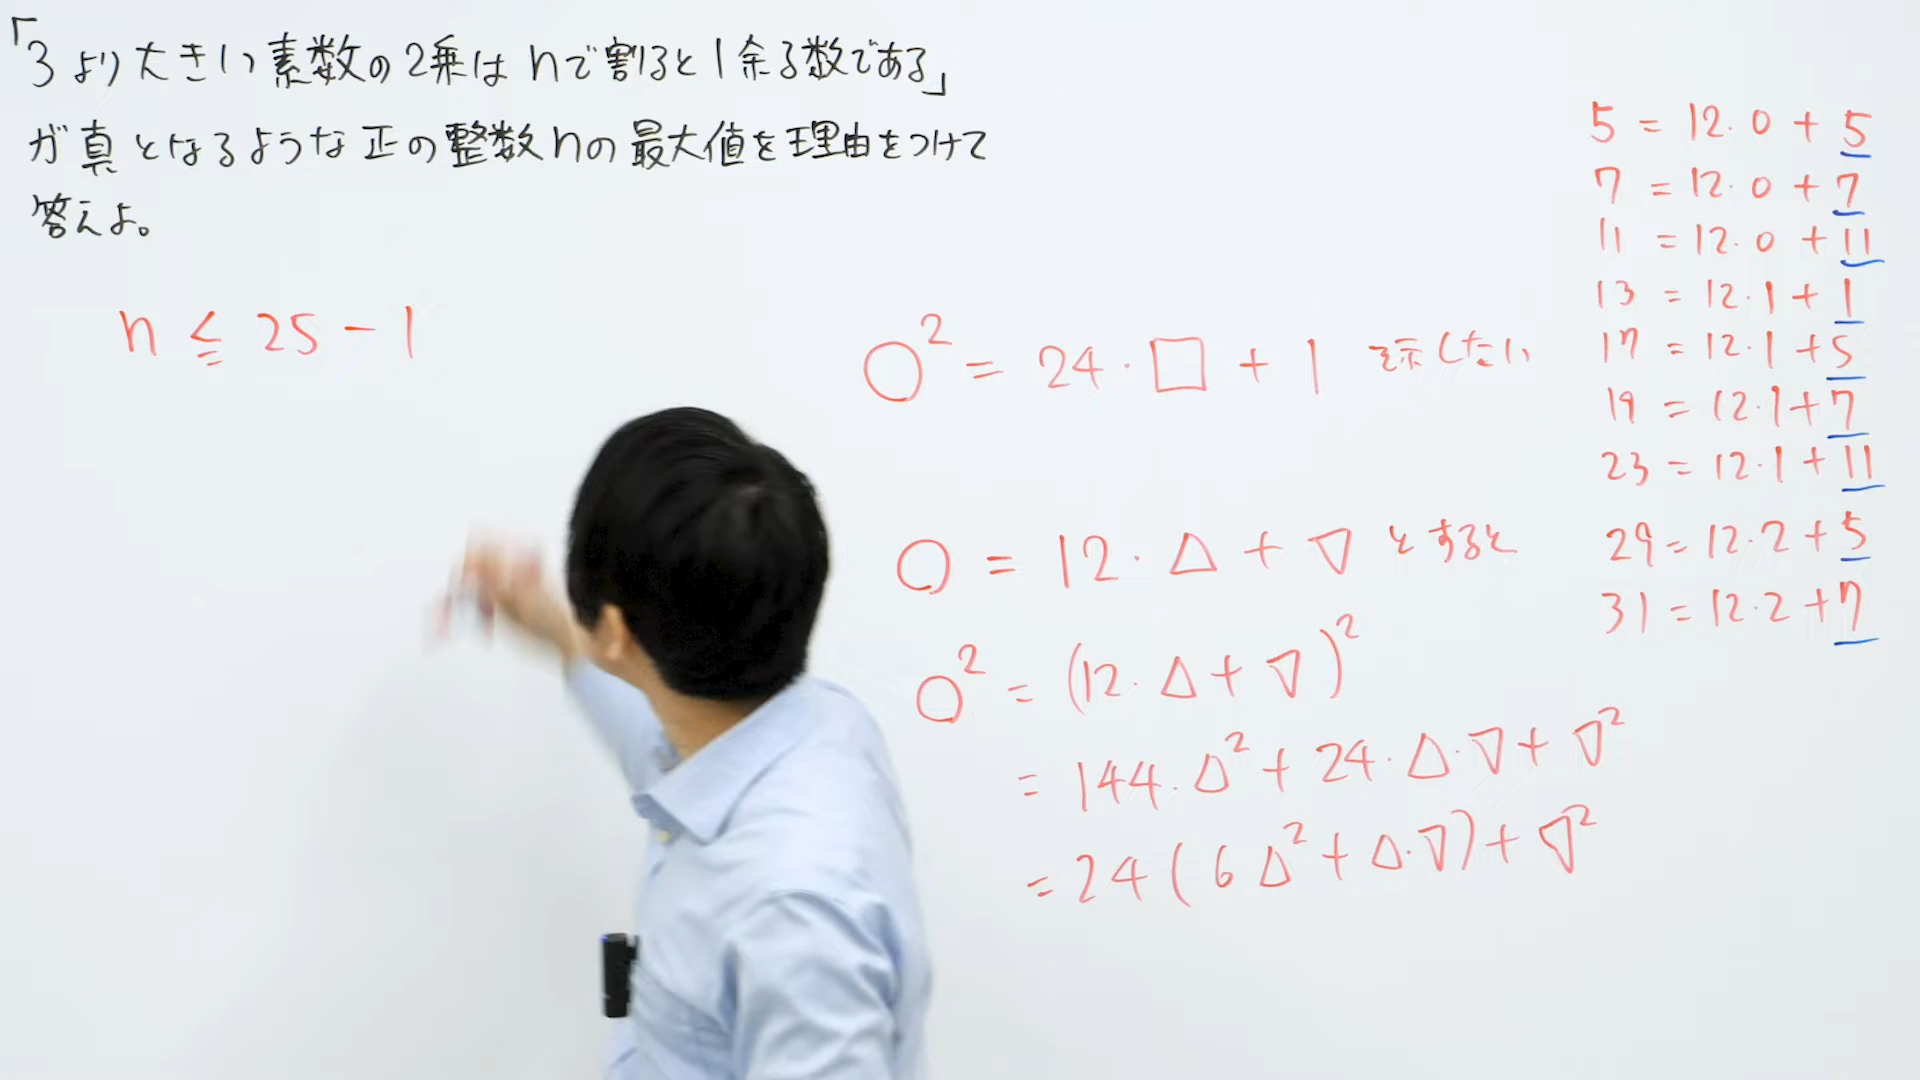 「3より大きい素数の2乗はnで割ると1余る数である」
が真となるような正の整数nの最大値を理由をつけて
答えよ。
n ≦ 25 - 1
○² = 24・□ + 1 を示したい
○ = 12・△ + ▽ とすると
○² = (12・△ + ▽)²
= 144・△² + 24・△・▽ + ▽²
= 24(6△² + △・▽) + ▽²
5 = 12・0 + 5
7 = 12・0 + 7
11 = 12・0 + 11
13 = 12・1 + 1
17 = 12・1 + 5
19 = 12・1 + 7
23 = 12・1 + 11
29 = 12・2 + 5
31 = 12・2 + 7